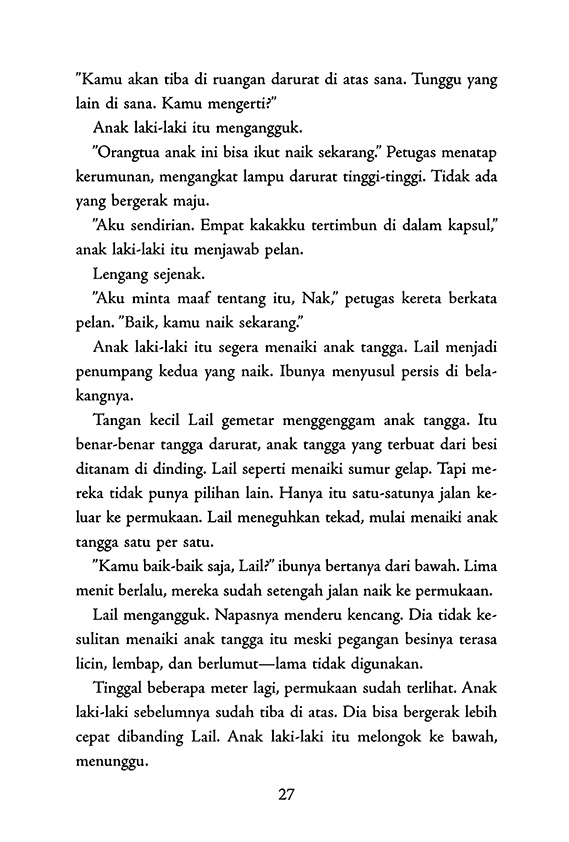 ”Kamu akan tiba di ruangan darurat di atas sana. Tunggu yang
lain di sana. Kamu mengerti?”
Anak laki-laki itu mengangguk.
”Orangtua anak ini bisa ikut naik sekarang.” Petugas menatap
kerumunan, mengangkat lampu darurat tinggi-tinggi. Tidak ada
yang bergerak maju.
”Aku sendirian. Empat kakakku tertimbun di dalam kapsul,”
anak laki-laki itu menjawab pelan.
Lengang sejenak.
”Aku minta maaf tentang itu, Nak,” petugas kereta berkata
pelan. ”Baik, kamu naik sekarang.”
Anak laki-laki itu segera menaiki anak tangga. Lail menjadi
penumpang kedua yang naik. Ibunya menyusul persis di bela-
kangnya.
Tangan kecil Lail gemetar menggenggam anak tangga. Itu
benar-benar tangga darurat, anak tangga yang terbuat dari besi
ditanam di dinding. Lail seperti menaiki sumur gelap. Tapi me-
reka tidak punya pilihan lain. Hanya itu satu-satunya jalan ke-
luar ke permukaan. Lail meneguhkan tekad, mulai menaiki anak
tangga satu per satu.
”Kamu baik-baik saja, Lail?” ibunya bertanya dari bawah. Lima
menit berlalu, mereka sudah setengah jalan naik ke permukaan.
Lail mengangguk. Napasnya menderu kencang. Dia tidak ke-
sulitan menaiki anak tangga itu meski pegangan besinya terasa
licin, lembap, dan berlumut—lama tidak digunakan.
Tinggal beberapa meter lagi, permukaan sudah terlihat. Anak
laki-laki sebelumnya sudah tiba di atas. Dia bisa bergerak lebih
cepat dibanding Lail. Anak laki-laki itu melongok ke bawah,
menunggu.
27